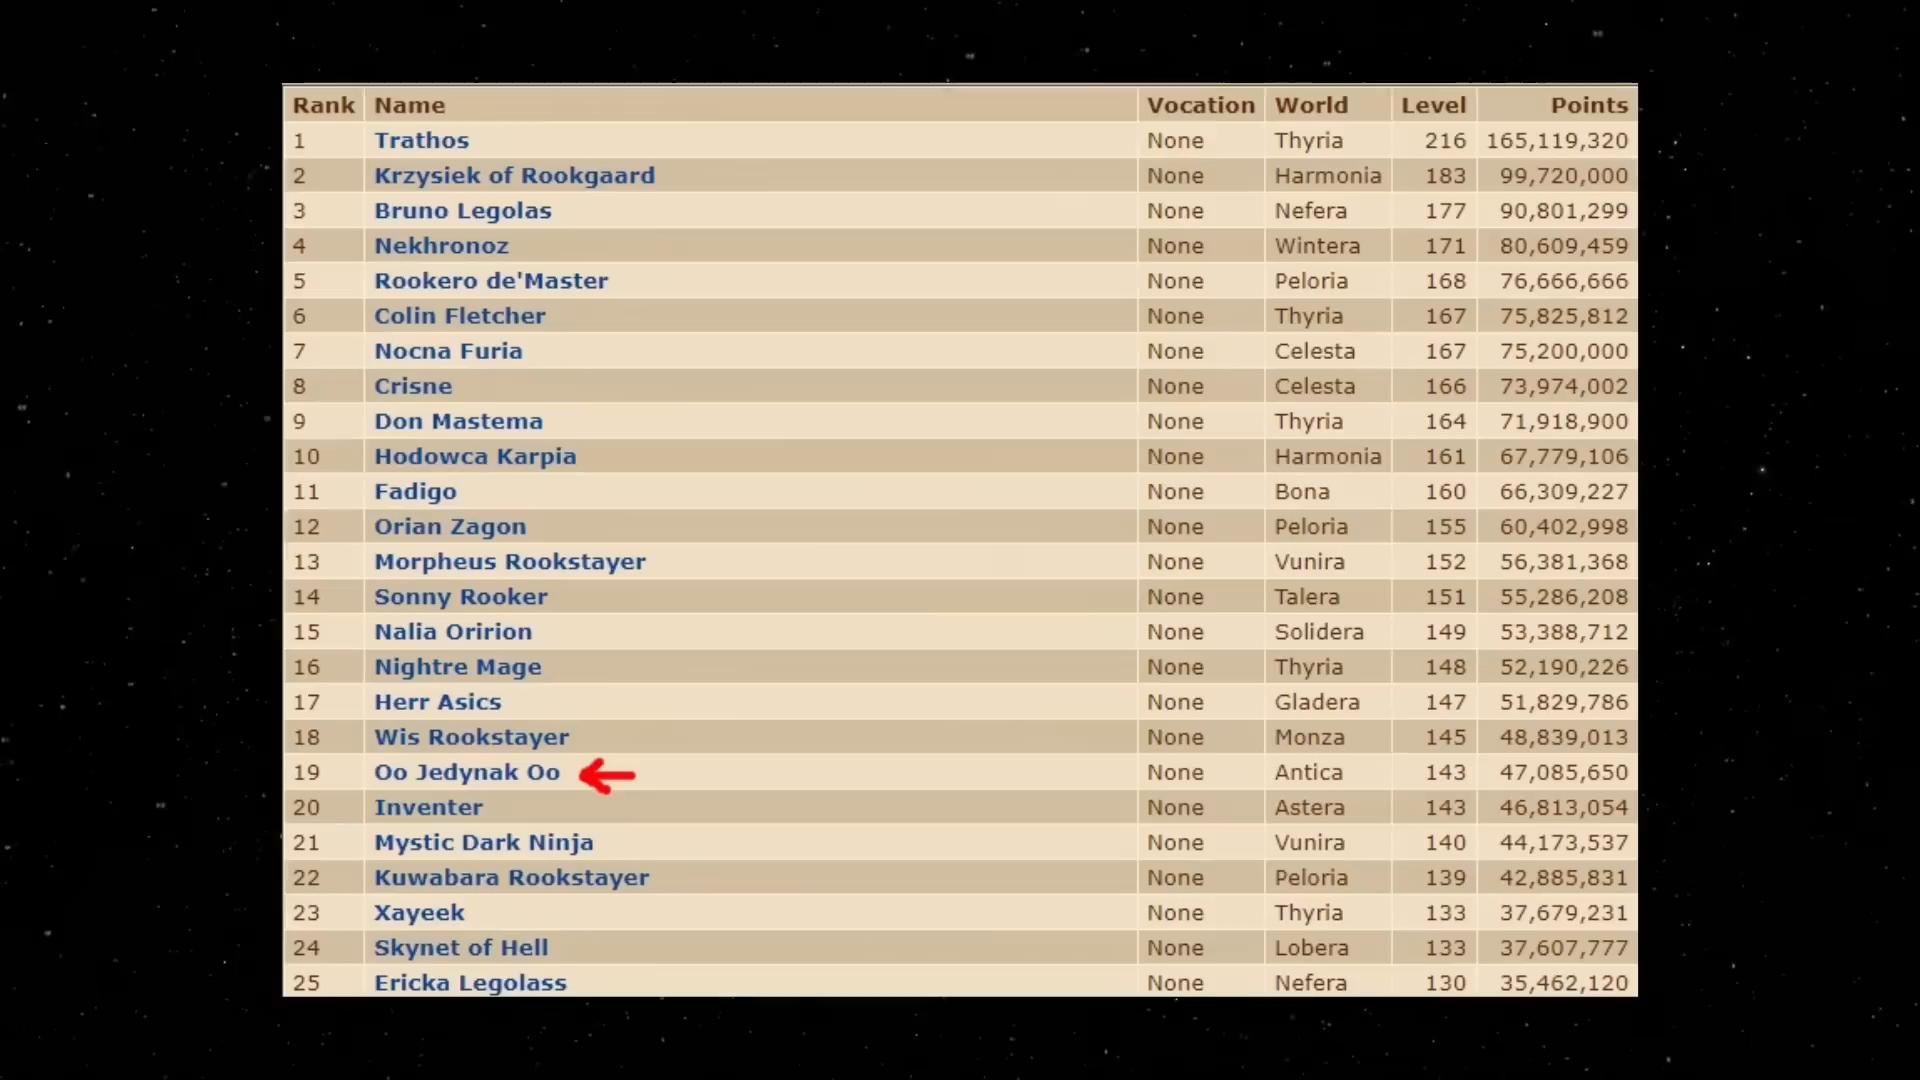 Rank Name Vocation World Level Points
1 Trathos None Thyria 216 165,119,320
2 Krzysiek of Rookgaard None Harmonia 183 99,720,000
3 Bruno Legolas None Nefera 177 90,801,299
4 Nekhronoz None Wintera 171 80,609,459
5 Rookero de'Master None Peloria 168 76,666,666
6 Colin Fletcher None Thyria 167 75,825,812
7 Nocna Furia None Celesta 167 75,200,000
8 Crisne None Celesta 166 73,974,002
9 Don Mastema None Thyria 164 71,918,900
10 Hodowca Karpia None Harmonia 161 67,779,106
11 Fadigo None Bona 160 66,309,227
12 Orian Zagon None Peloria 155 60,402,998
13 Morpheus Rookstayer None Vunira 152 56,381,368
14 Sonny Rooker None Talera 151 55,286,208
15 Nalia Oririon None Solidera 149 53,388,712
16 Nightre Mage None Thyria 148 52,190,226
17 Herr Asics None Gladera 147 51,829,786
18 Wis Rookstayer None Monza 145 48,839,013
19 Oo Jedynak Oo None Antica 143 47,085,650
20 Inventer None Astera 143 46,813,054
21 Mystic Dark Ninja None Vunira 140 44,173,537
22 Kuwabara Rookstayer None Peloria 139 42,885,831
23 Xayeek None Thyria 133 37,679,231
24 Skynet of Hell None Lobera 133 37,607,777
25 Ericka Legolass None Nefera 130 35,462,120